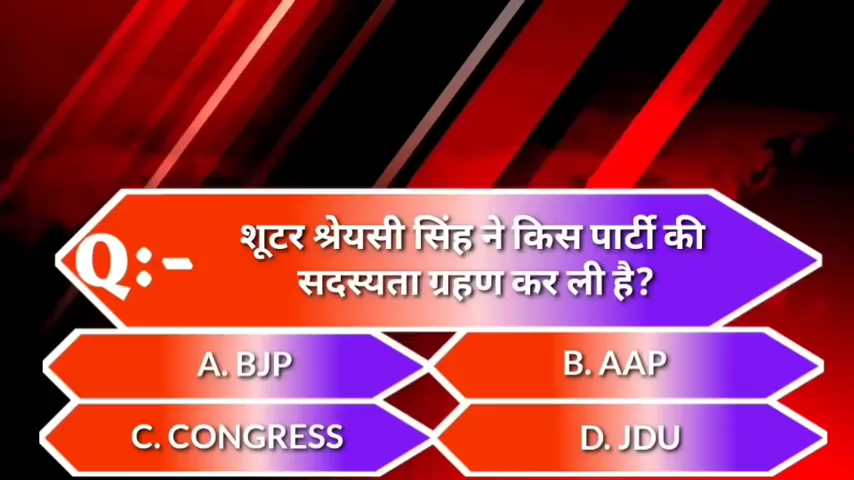 Q:-
शूटर श्रेयसी सिंह ने किस पार्टी की
सदस्यता ग्रहण कर ली है?
A. BJP
B. AAP
C. CONGRESS
D. JDU